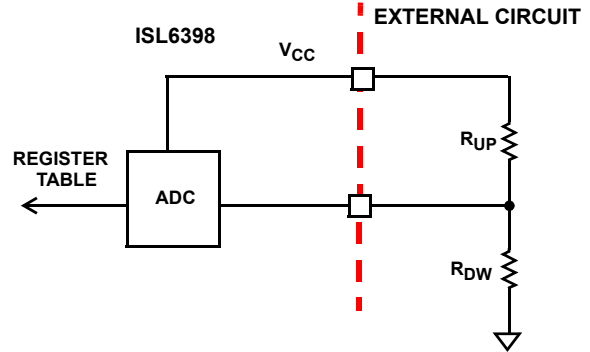 EXTERNAL CIRCUIT
ISL6398
VCC
RUP
REGISTER
TABLE
ADC
RDW